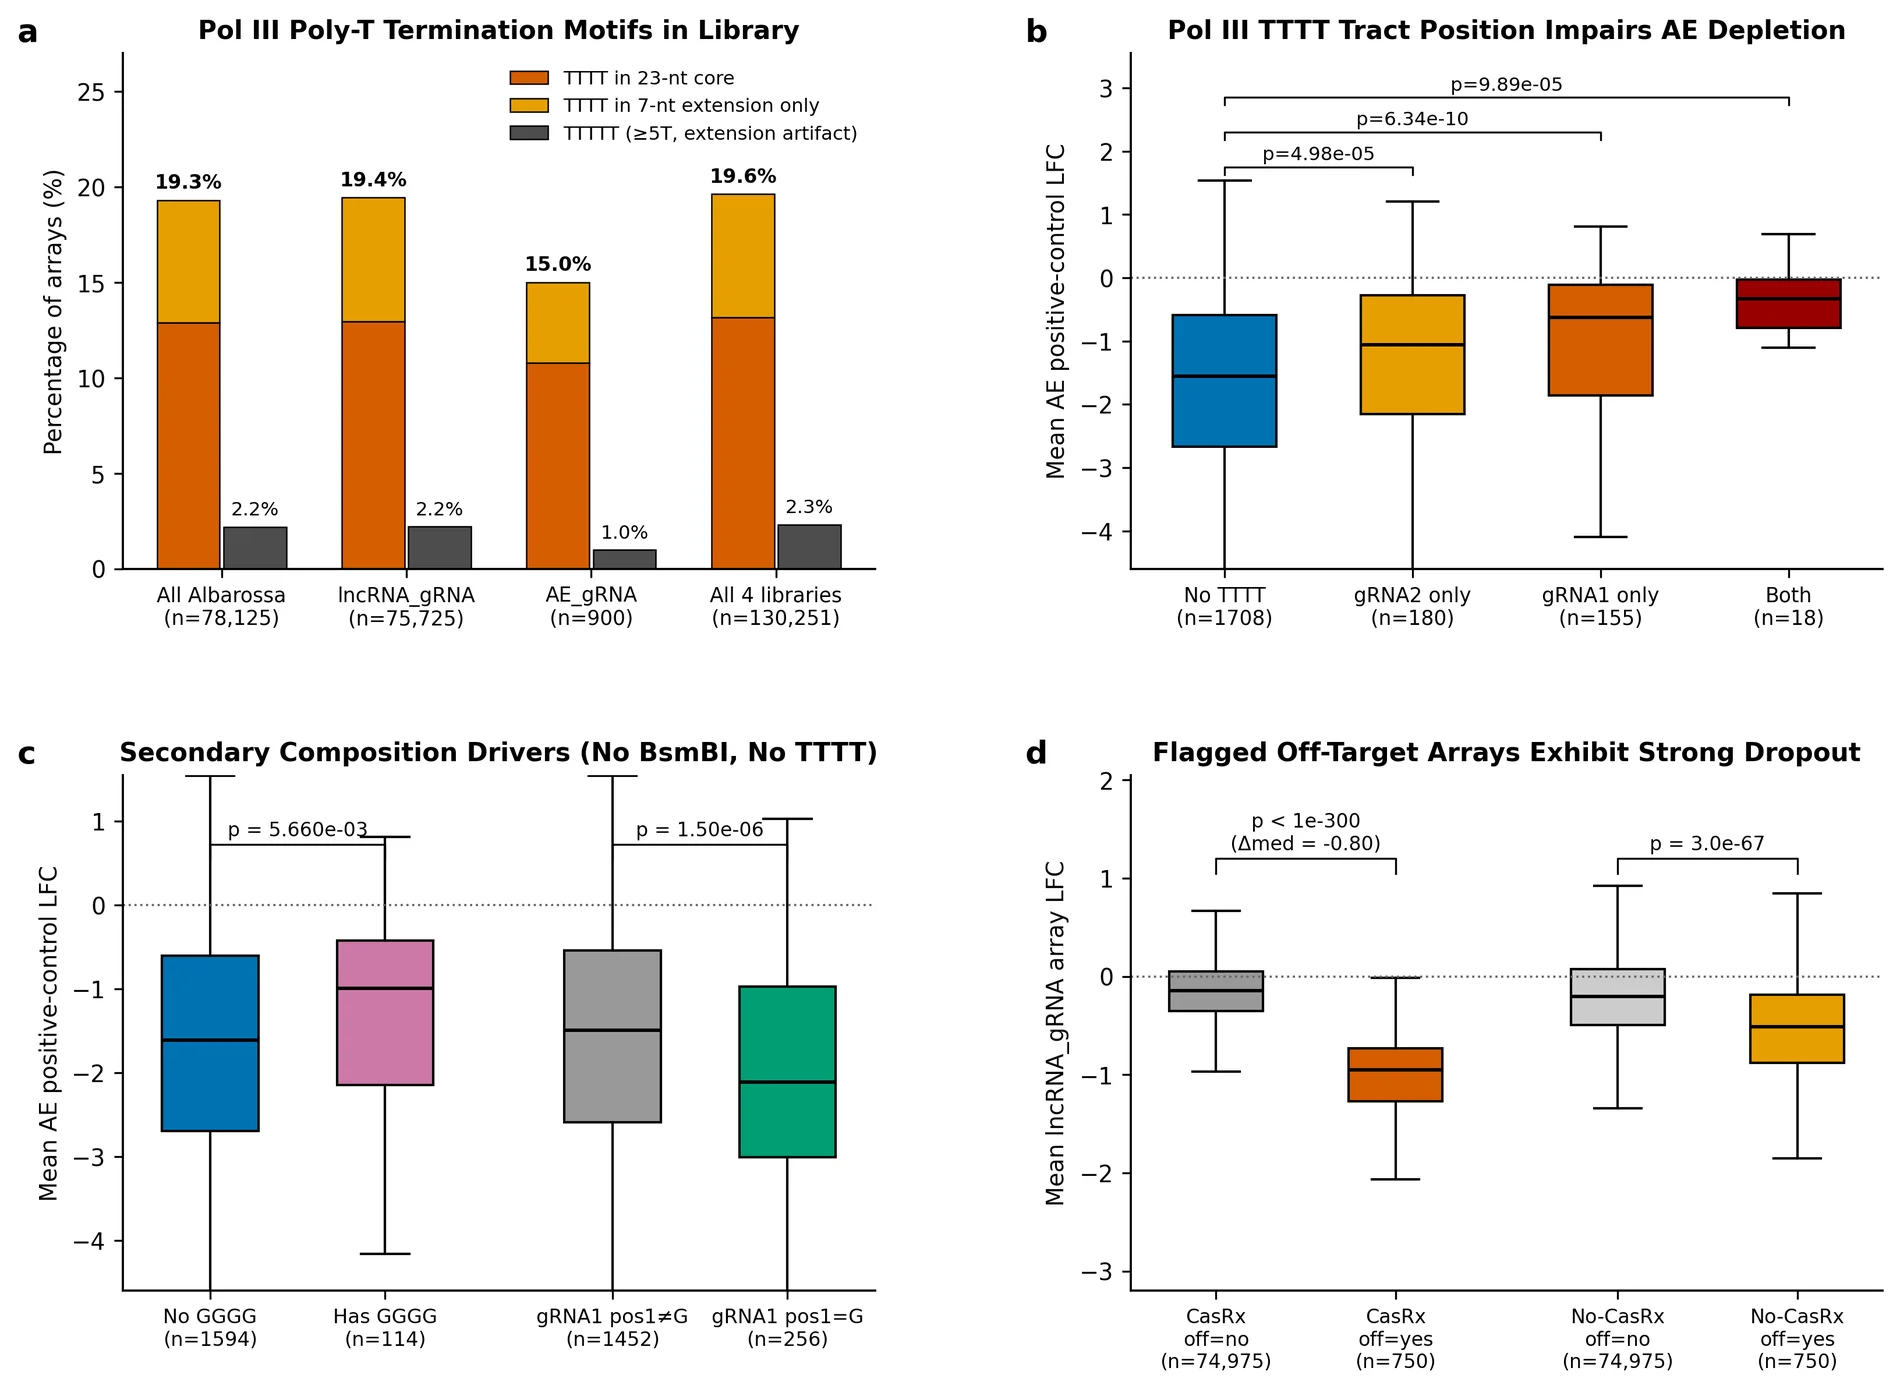 a
Pol III Poly-T Termination Motifs in Library
Percentage of arrays (%)
25
20
15
10
5
0
TTTT in 23-nt core
TTTT in 7-nt extension only
TTTTT (≥5T, extension artifact)
19.3%
19.4%
15.0%
19.6%
2.2%
2.2%
1.0%
2.3%
All Albarossa
(n=78,125)
lncRNA_gRNA
(n=75,725)
AE_gRNA
(n=900)
All 4 libraries
(n=130,251)
b
Pol III TTTT Tract Position Impairs AE Depletion
Mean AE positive-control LFC
3
2
1
0
−1
−2
−3
−4
p=9.89e-05
p=6.34e-10
p=4.98e-05
No TTTT
(n=1708)
gRNA2 only
(n=180)
gRNA1 only
(n=155)
Both
(n=18)
c
Secondary Composition Drivers (No BsmBI, No TTTT)
Mean AE positive-control LFC
1
0
−1
−2
−3
−4
p = 5.660e-03
p = 1.50e-06
No GGGG
(n=1594)
Has GGGG
(n=114)
gRNA1 pos1≠G
(n=1452)
gRNA1 pos1=G
(n=256)
d
Flagged Off-Target Arrays Exhibit Strong Dropout
Mean lncRNA_gRNA array LFC
2
1
0
−1
−2
−3
p < 1e-300
(Δmed = -0.80)
p = 3.0e-67
CasRx
off=no
(n=74,975)
CasRx
off=yes
(n=750)
No-CasRx
off=no
(n=74,975)
No-CasRx
off=yes
(n=750)